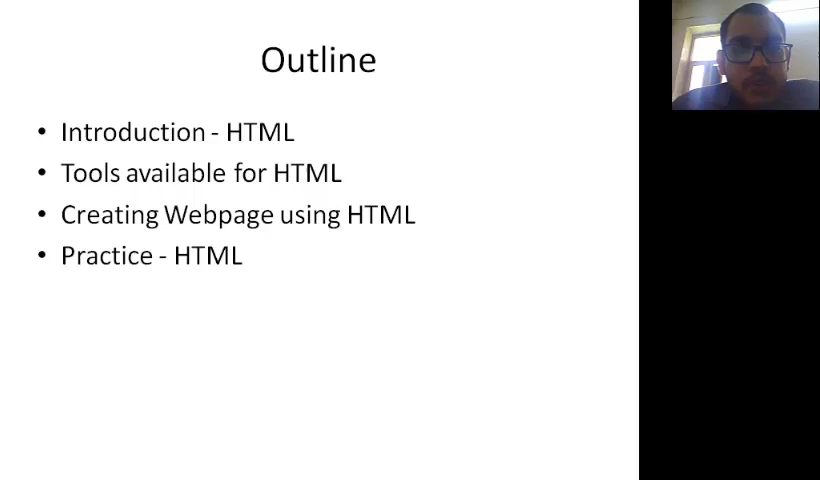 Outline
• Introduction - HTML
• Tools available for HTML
• Creating Webpage using HTML
• Practice - HTML